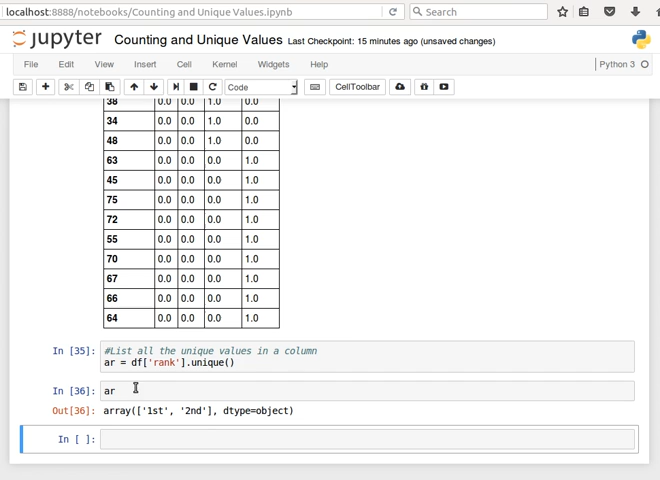 localhost:8888/notebooks/Counting and Unique Values.ipynb
Search
jupyter Counting and Unique Values Last Checkpoint: 15 minutes ago (unsaved changes)
File Edit View Insert Cell Kernel Widgets Help Python 3
Code CellToolbar
38 0.0 0.0 1.0 0.0
34 0.0 0.0 1.0 0.0
48 0.0 0.0 1.0 0.0
63 0.0 0.0 0.0 1.0
45 0.0 0.0 0.0 1.0
75 0.0 0.0 0.0 1.0
72 0.0 0.0 0.0 1.0
55 0.0 0.0 0.0 1.0
70 0.0 0.0 0.0 1.0
67 0.0 0.0 0.0 1.0
66 0.0 0.0 0.0 1.0
64 0.0 0.0 0.0 1.0
In [35]: #List all the unique values in a column
ar = df['rank'].unique()
In [36]: ar
Out[36]: array(['1st', '2nd'], dtype=object)
In [ ]: